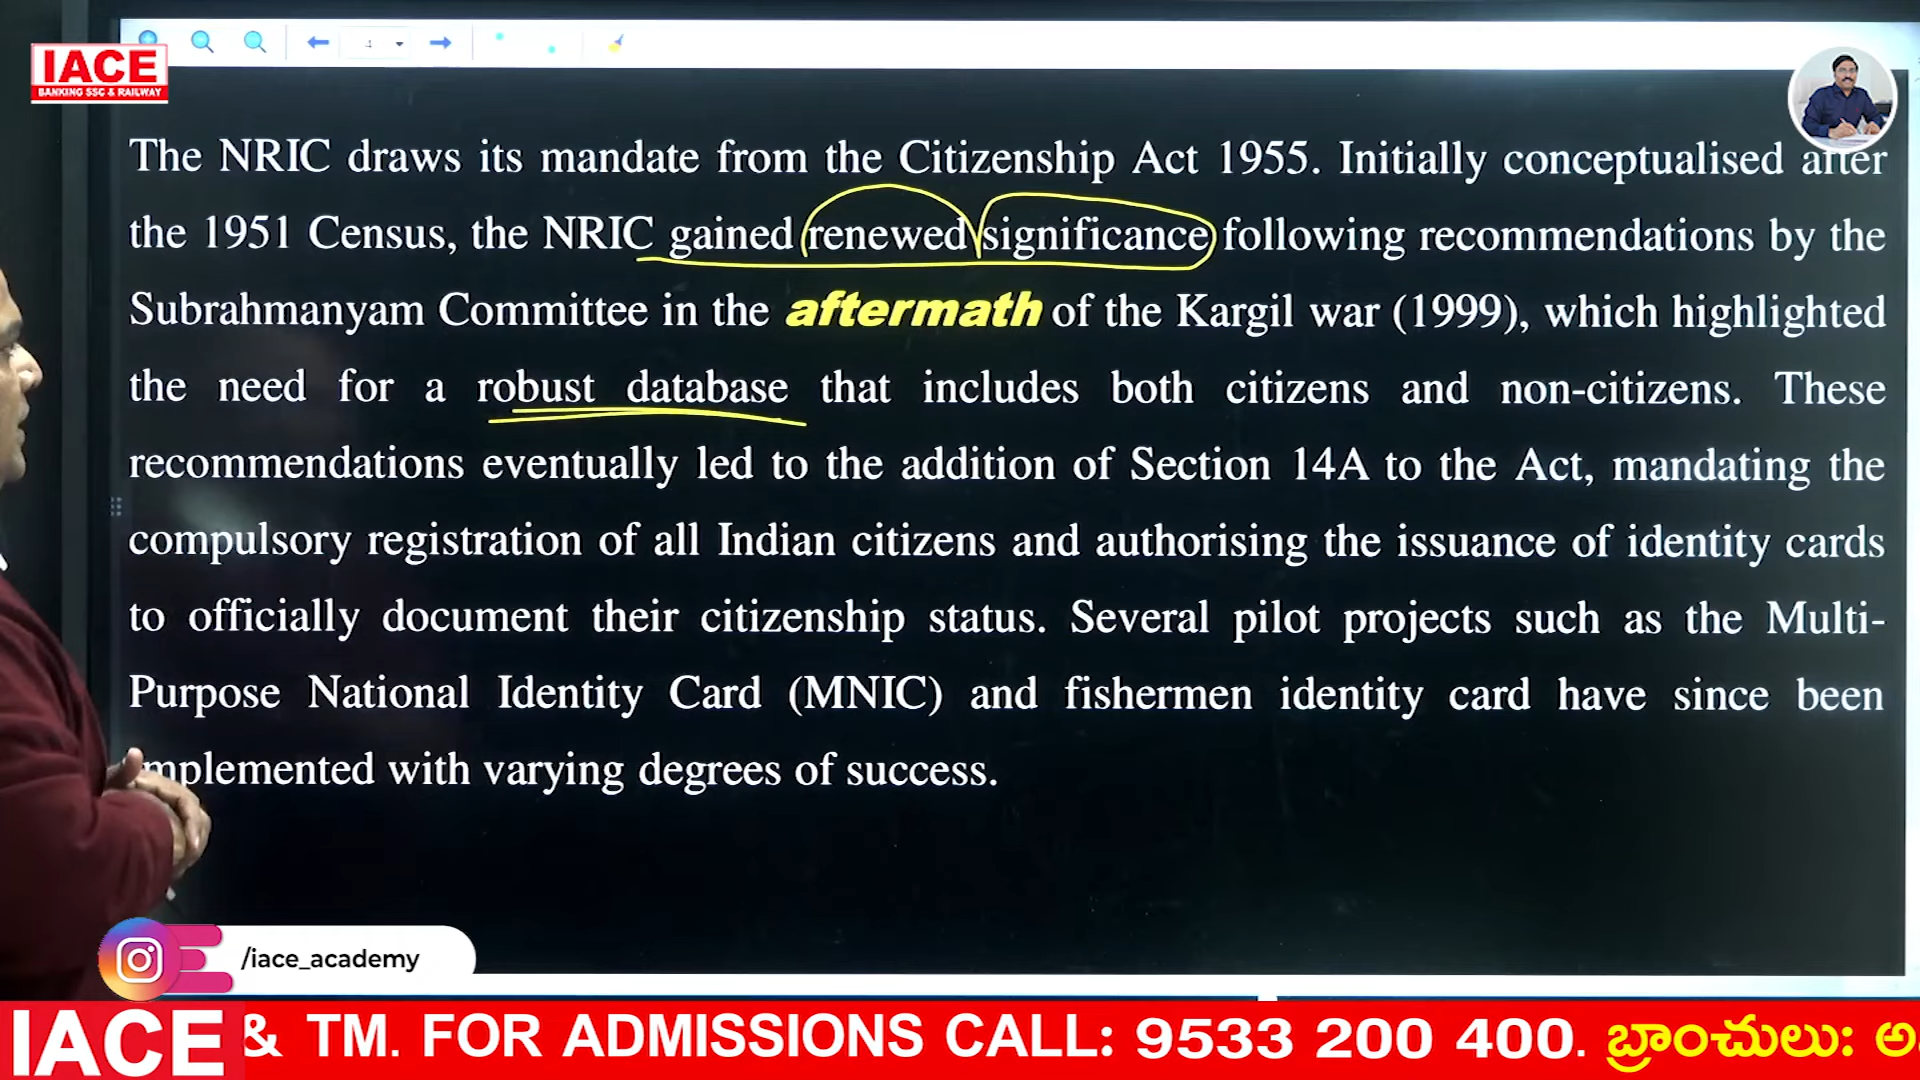 IACE
BANKING SSC & RAILWAY
4
The NRIC draws its mandate from the Citizenship Act 1955. Initially conceptualised after
the 1951 Census, the NRIC gained renewed significance following recommendations by the
Subrahmanyam Committee in the aftermath of the Kargil war (1999), which highlighted
the need for a robust database that includes both citizens and non-citizens. These
recommendations eventually led to the addition of Section 14A to the Act, mandating the
compulsory registration of all Indian citizens and authorising the issuance of identity cards
to officially document their citizenship status. Several pilot projects such as the Multi-
Purpose National Identity Card (MNIC) and fishermen identity card have since been
mplemented with varying degrees of success.
/iace_academy
IACE & TM. FOR ADMISSIONS CALL: 9533 200 400. బ్రాంచులు: